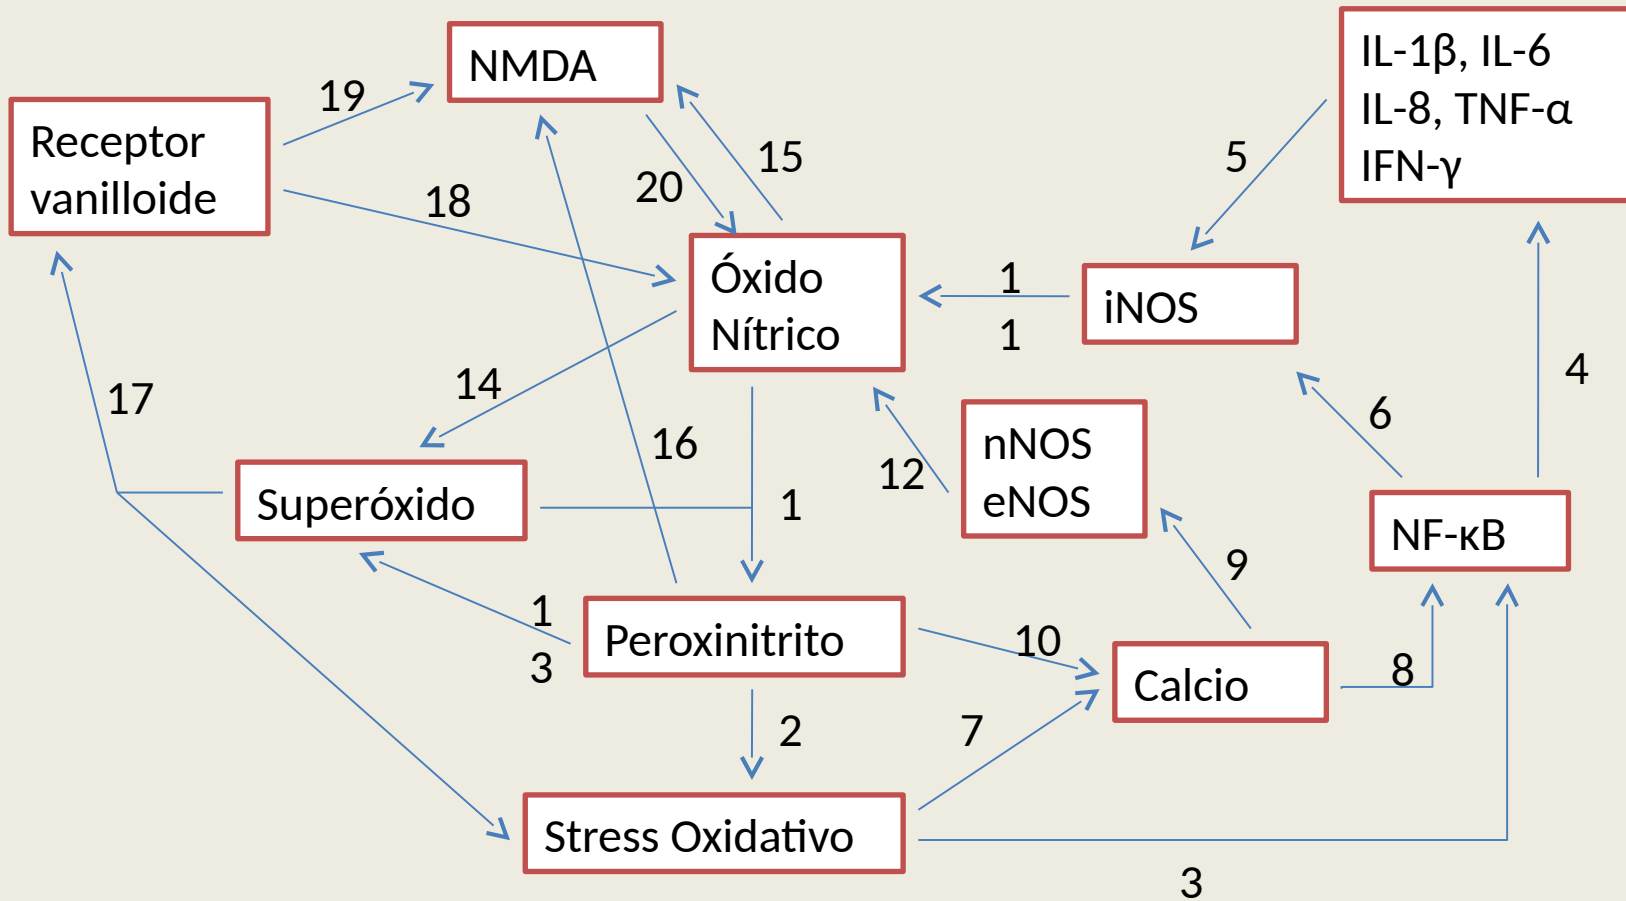 NMDA
IL-1β, IL-6
IL-8, TNF-α
IFN-γ
19
Receptor
vanilloide
15
5
20
18
Óxido
Nítrico
1
1
iNOS
4
17
14
6
16
12
nNOS
eNOS
Superóxido
1
NF-κB
9
1
3
Peroxinitrito
10
Calcio
8
2
7
Stress Oxidativo
3